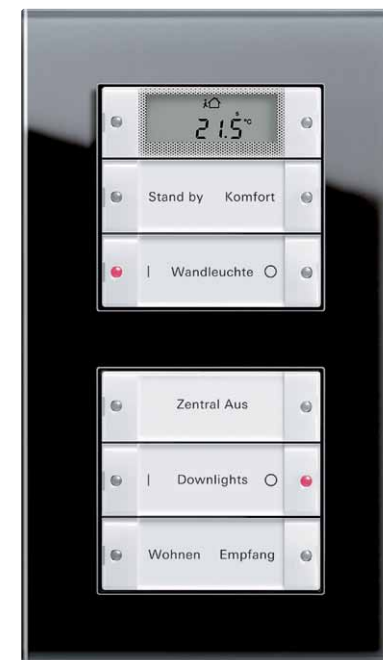 21.5 °C
Stand by Komfort
| Wandleuchte O
Zentral Aus
| Downlights O
Wohnen Empfang